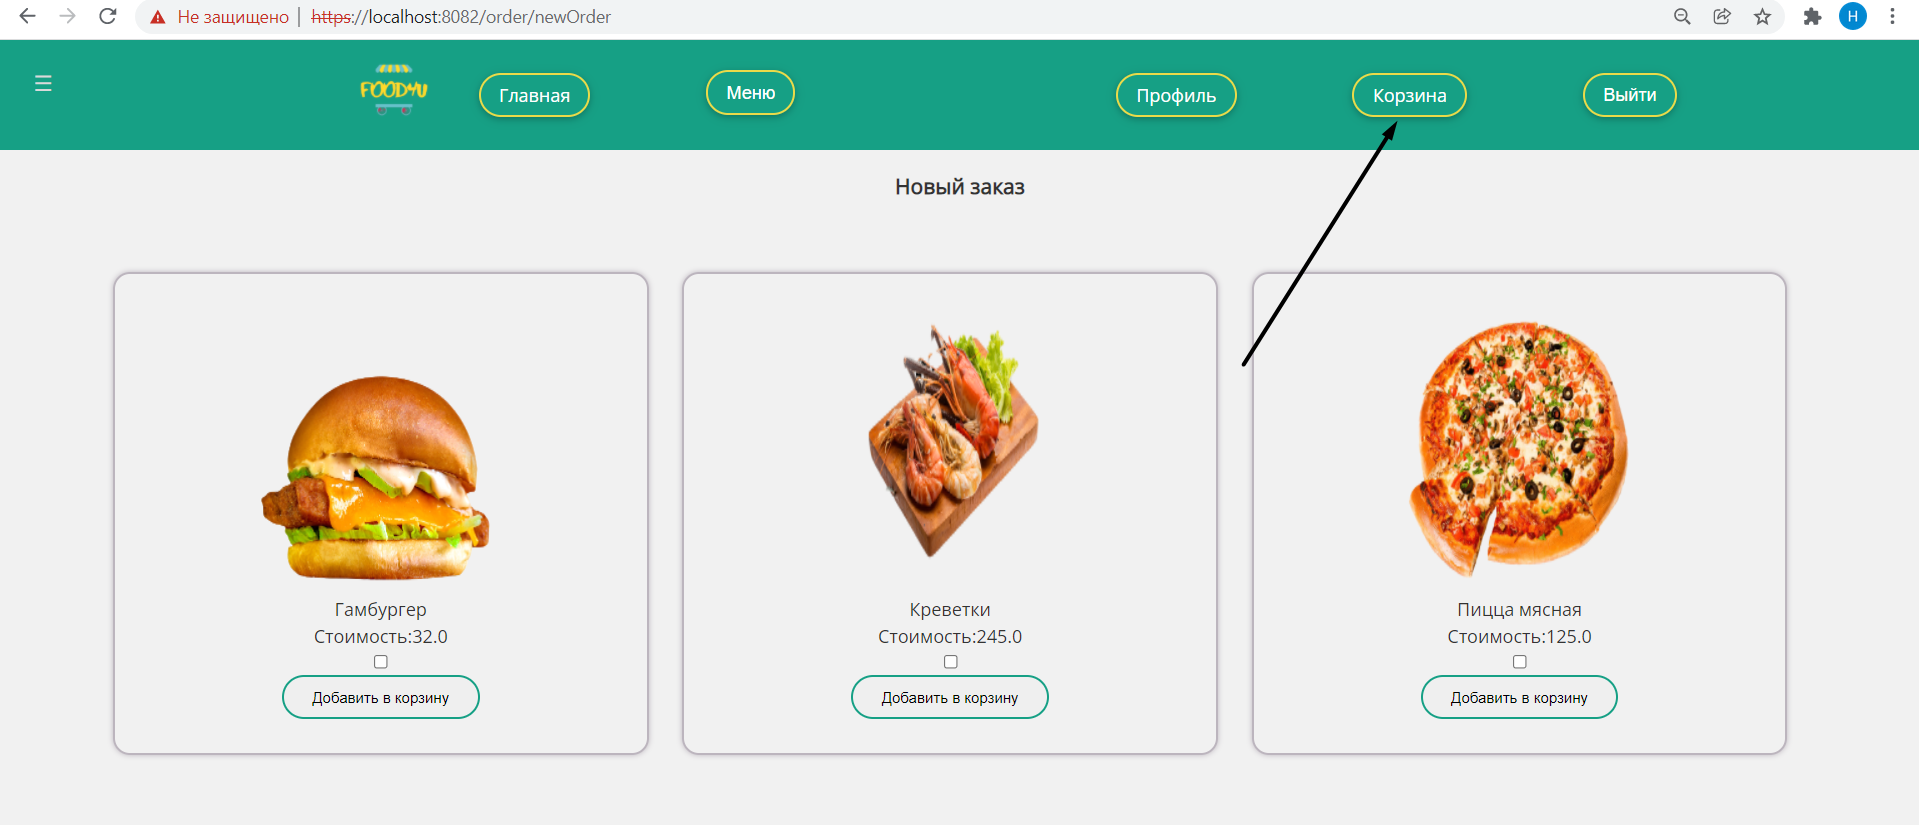 Не защищено | https://localhost:8082/order/newOrder
H
FOOD4U
Главная
Меню
Профиль
Корзина
Выйти
Новый заказ
Гамбургер
Стоимость:32.0
Добавить в корзину
Креветки
Стоимость:245.0
Добавить в корзину
Пицца мясная
Стоимость:125.0
Добавить в корзину